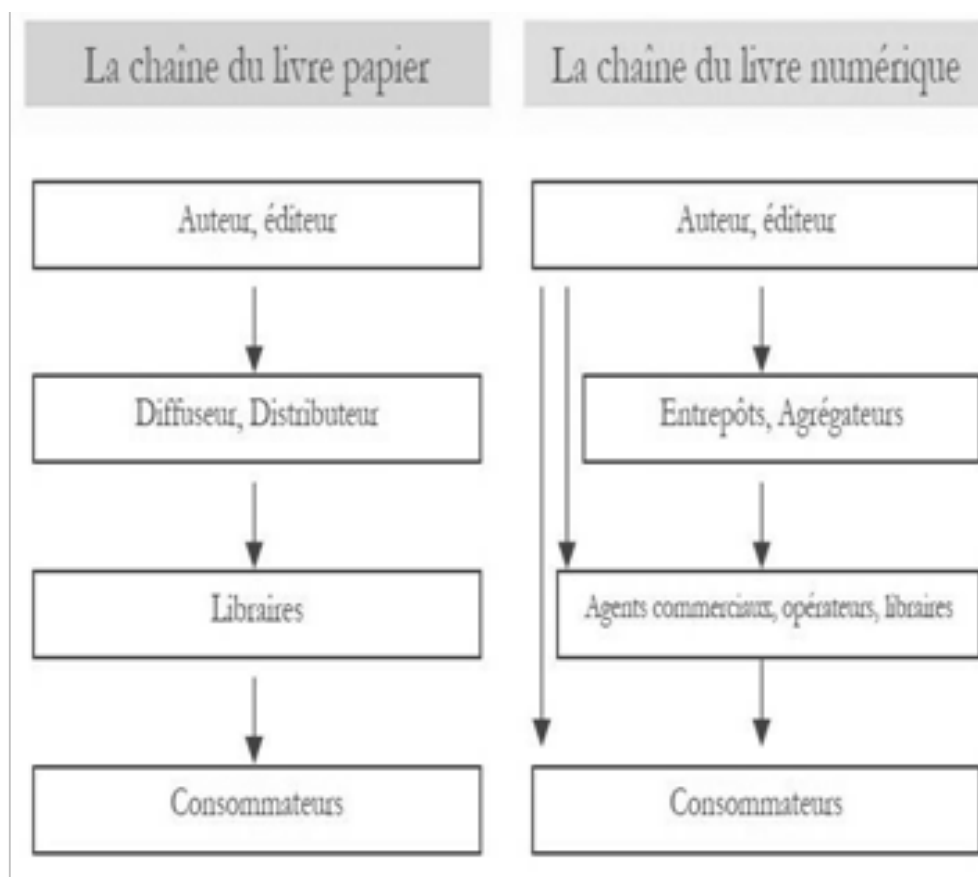 La chaîne du livre papier
La chaîne du livre numérique
Auteur, éditeur
Diffuseur, Distributeur
Libraires
Consommateurs
Auteur, éditeur
Entrepôts, Agrégateurs
Agents commerciaux, opérateurs, libraires
Consommateurs